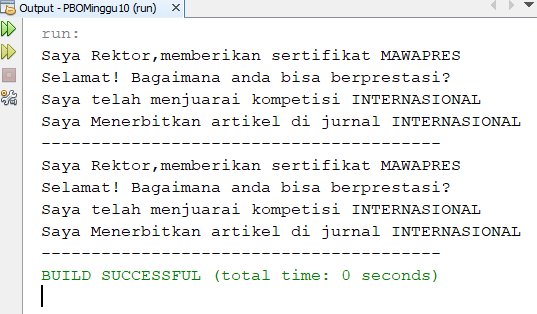 Output - PBOMinggu10 (run) ×
run:
Saya Rektor,memberikan sertifikat MAWAPRES
Selamat! Bagaimana anda bisa berprestasi?
Saya telah menjuarai kompetisi INTERNASIONAL
Saya Menerbitkan artikel di jurnal INTERNASIONAL
----------------------------------------
Saya Rektor,memberikan sertifikat MAWAPRES
Selamat! Bagaimana anda bisa berprestasi?
Saya telah menjuarai kompetisi INTERNASIONAL
Saya Menerbitkan artikel di jurnal INTERNASIONAL
----------------------------------------
BUILD SUCCESSFUL (total time: 0 seconds)